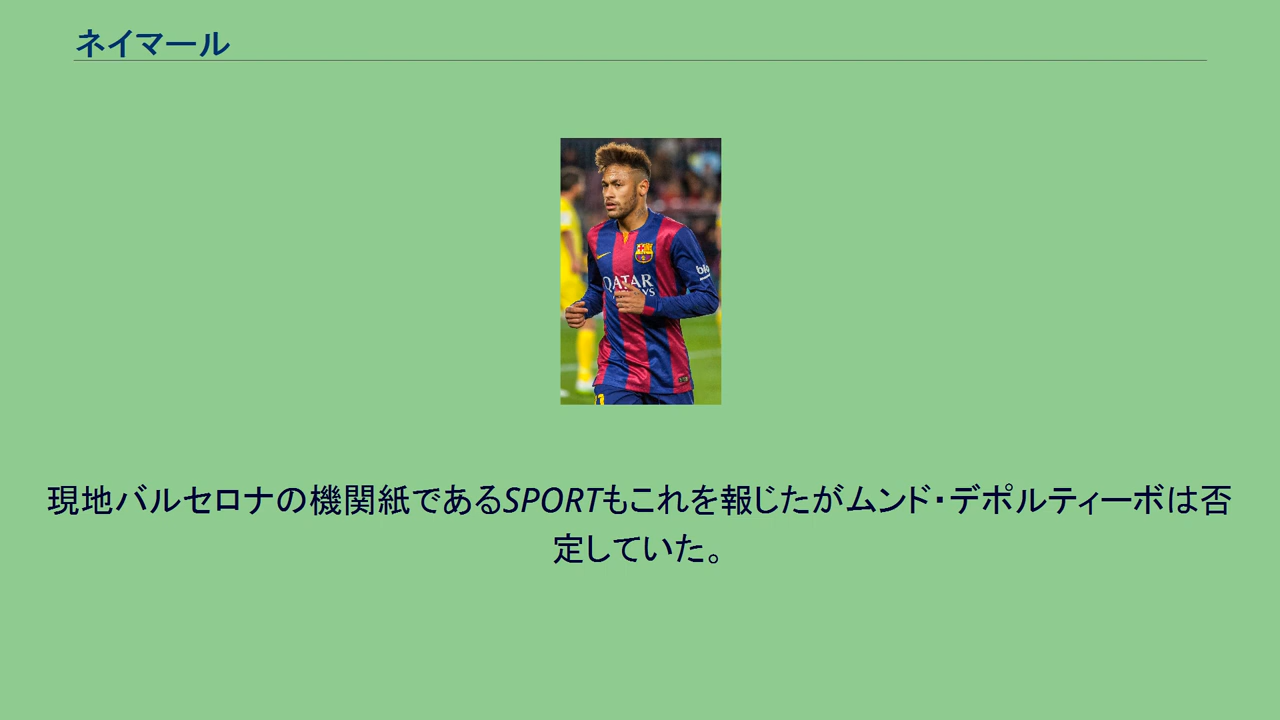 ネイマール
QATAR
現地バルセロナの機関紙であるSPORTもこれを報じたがムンド・デポルティーボは否
定していた。